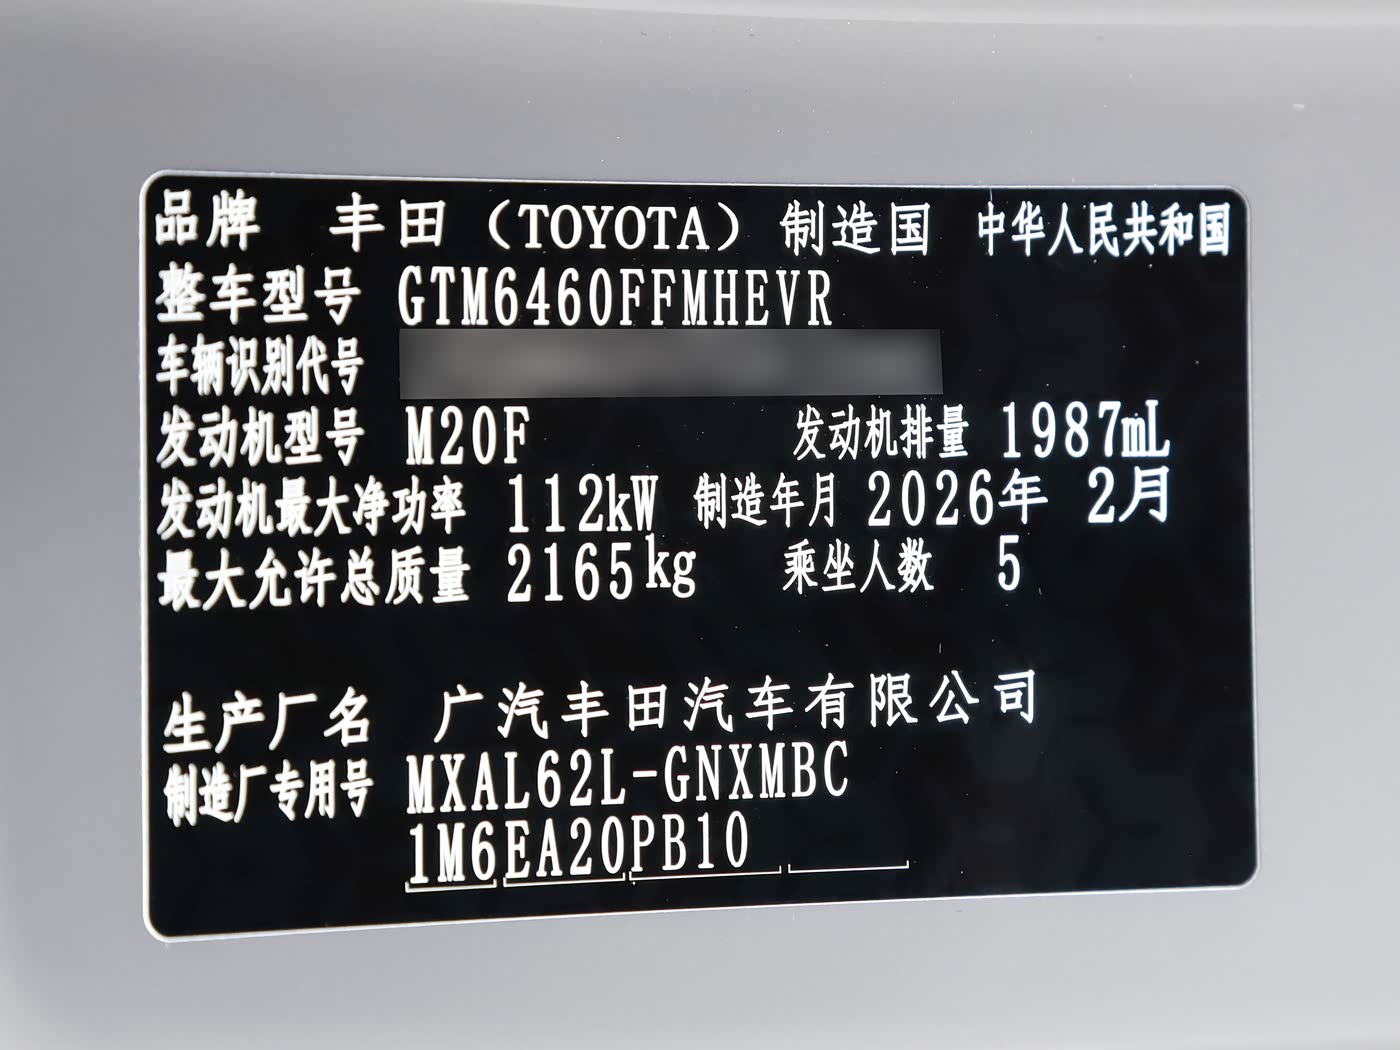 品牌 丰田（TOYOTA） 制造国 中华人民共和国
整车型号 GTM6460FFMHEVR
车辆识别代号
发动机型号 M20F 发动机排量 1987mL
发动机最大净功率 112kW 制造年月 2026年 2月
最大允许总质量 2165kg 乘坐人数 5
生产厂名 广汽丰田汽车有限公司
制造厂专用号 MXAL62L-GNXMBC
1M6EA20PB10